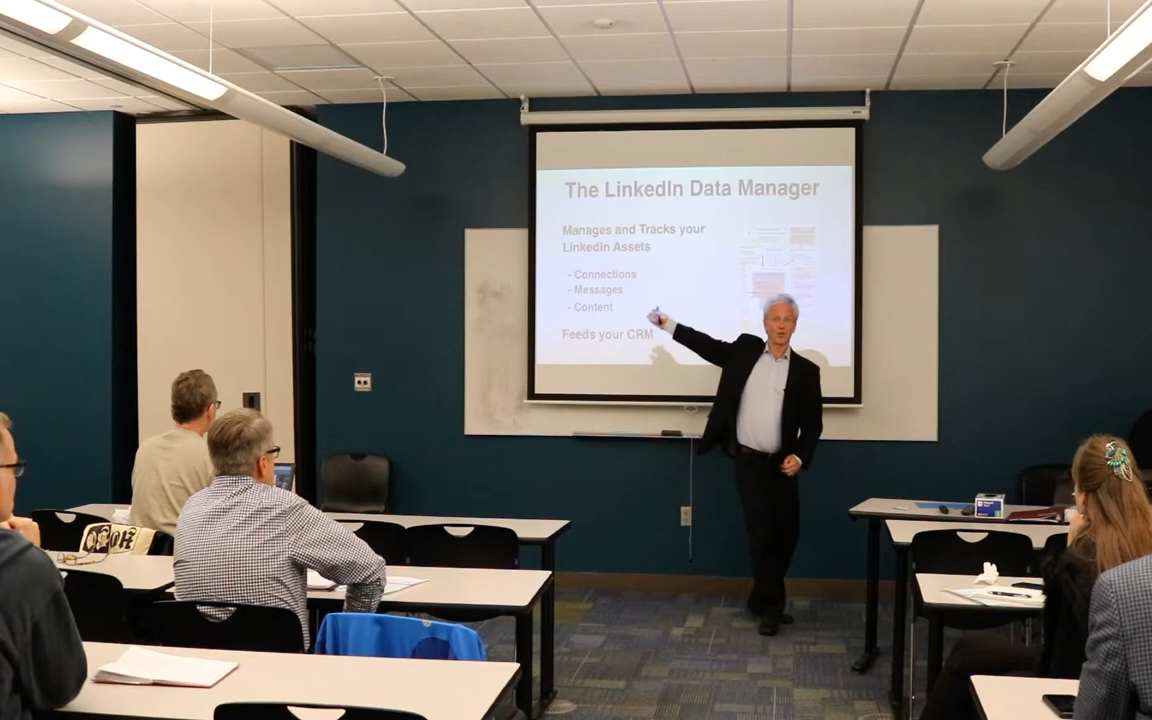 The LinkedIn Data Manager
Manages and Tracks your
LinkedIn Assets
- Connections
- Messages
- Content
Feeds your CRM